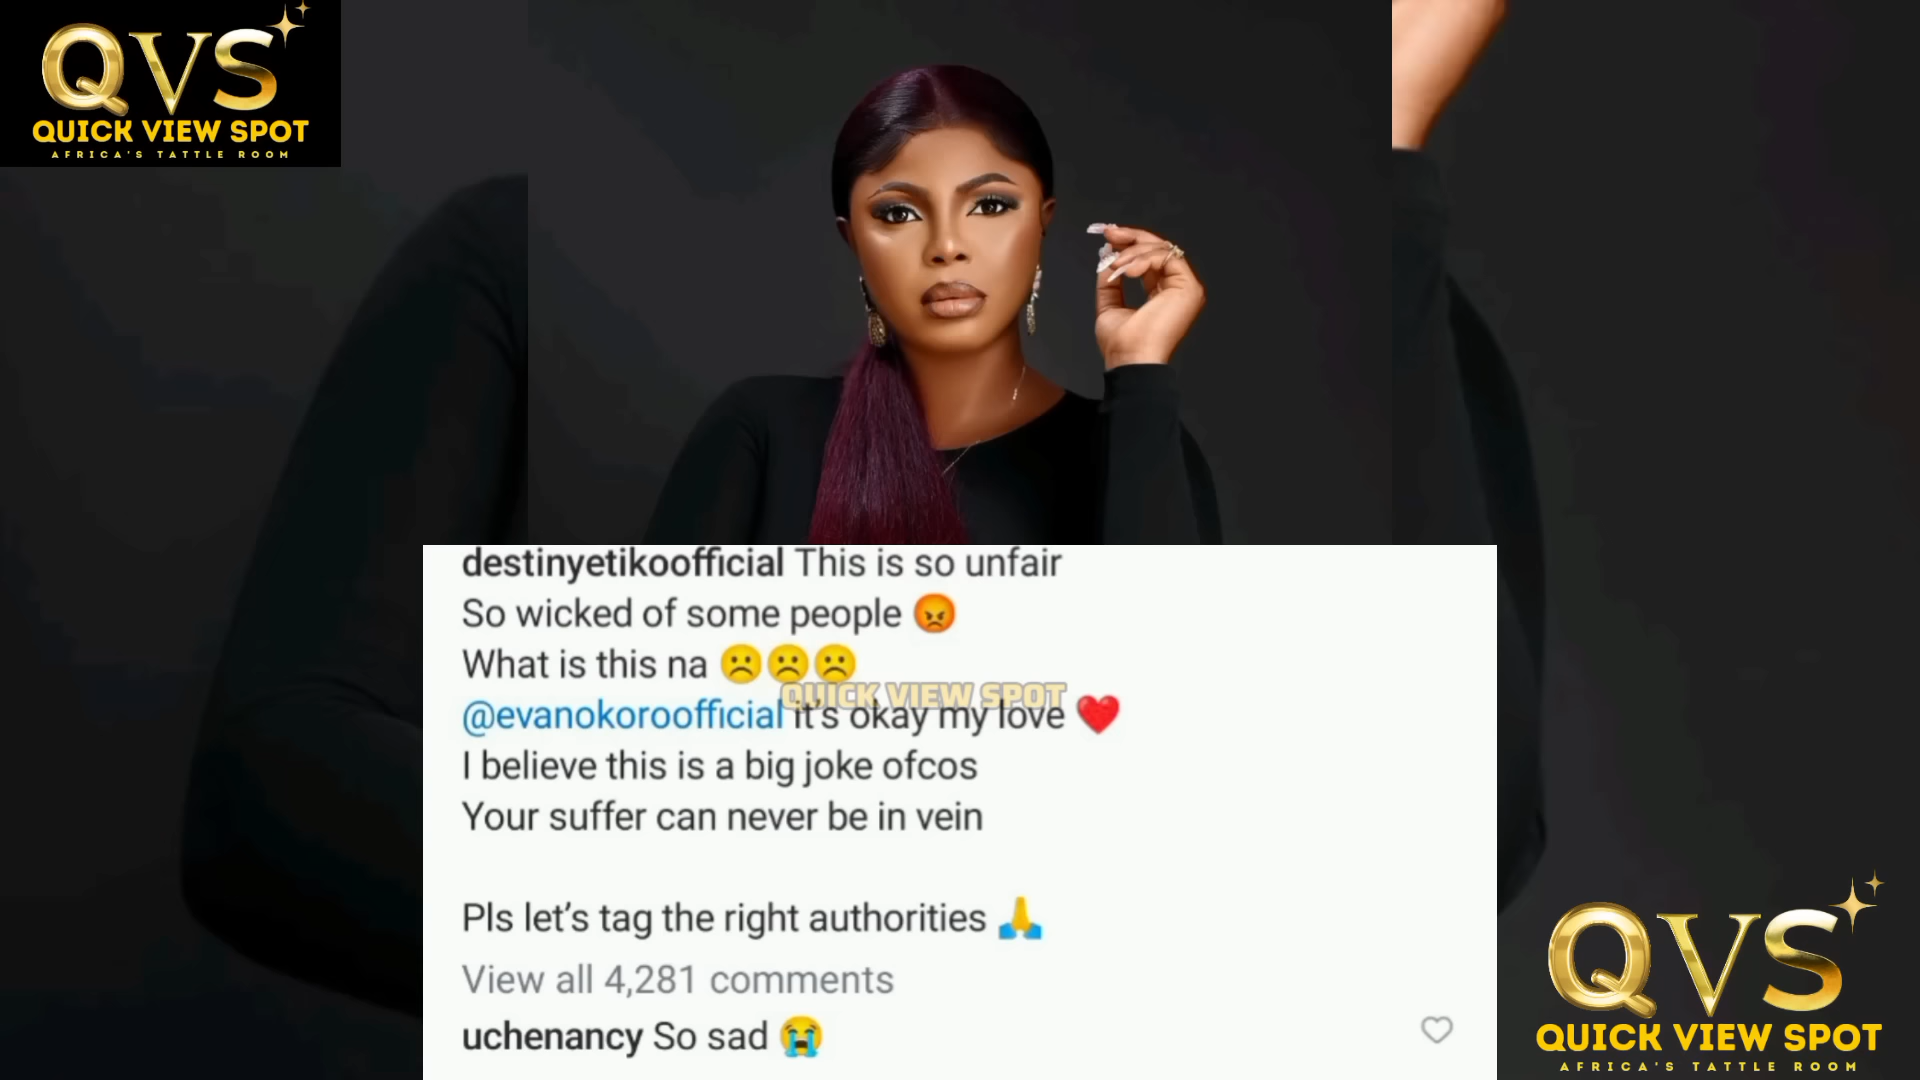 QVS
QUICK VIEW SPOT
AFRICA'S TATTLE ROOM
destinyetikoofficial This is so unfair
So wicked of some people 😡
What is this na ☹️☹️☹️
QUICK VIEW SPOT
@evanokoroofficial it's okay my love ❤️
I believe this is a big joke ofcos
Your suffer can never be in vein
Pls let's tag the right authorities 🙏
View all 4,281 comments
uchenancy So sad 😭
QVS
QUICK VIEW SPOT
AFRICA'S TATTLE ROOM